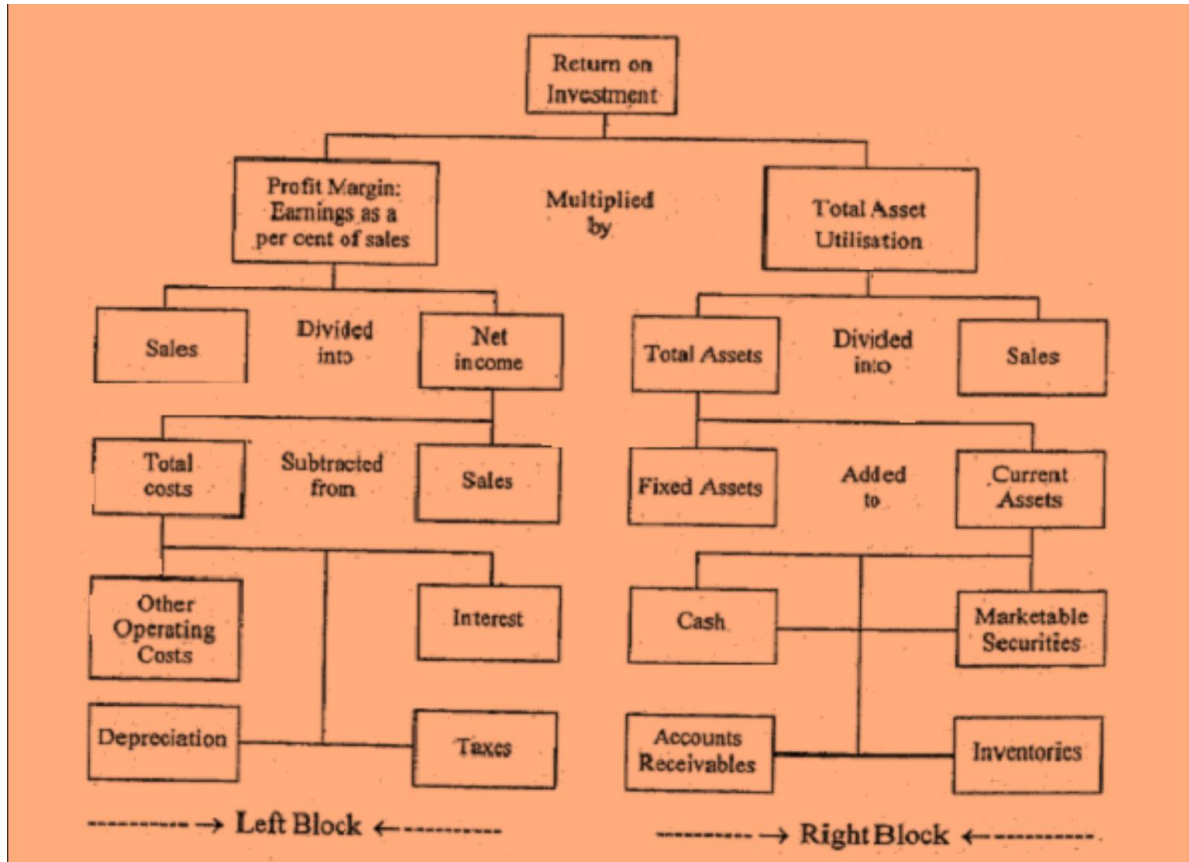 Return on
Investment
Profit Margin:
Earnings as a
per cent of sales
Multiplied
by
Total Asset
Utilisation
Sales
Divided
into
Net
income
Total Assets
Divided
into
Sales
Total
costs
Subtracted
from
Sales
Fixed Assets
Added
to
Current
Assets
Other
Operating
Costs
Interest
Cash
Marketable
Securities
Depreciation
Taxes
Accounts
Receivables
Inventories
-------→ Left Block ←-------
-------→ Right Block ←-------